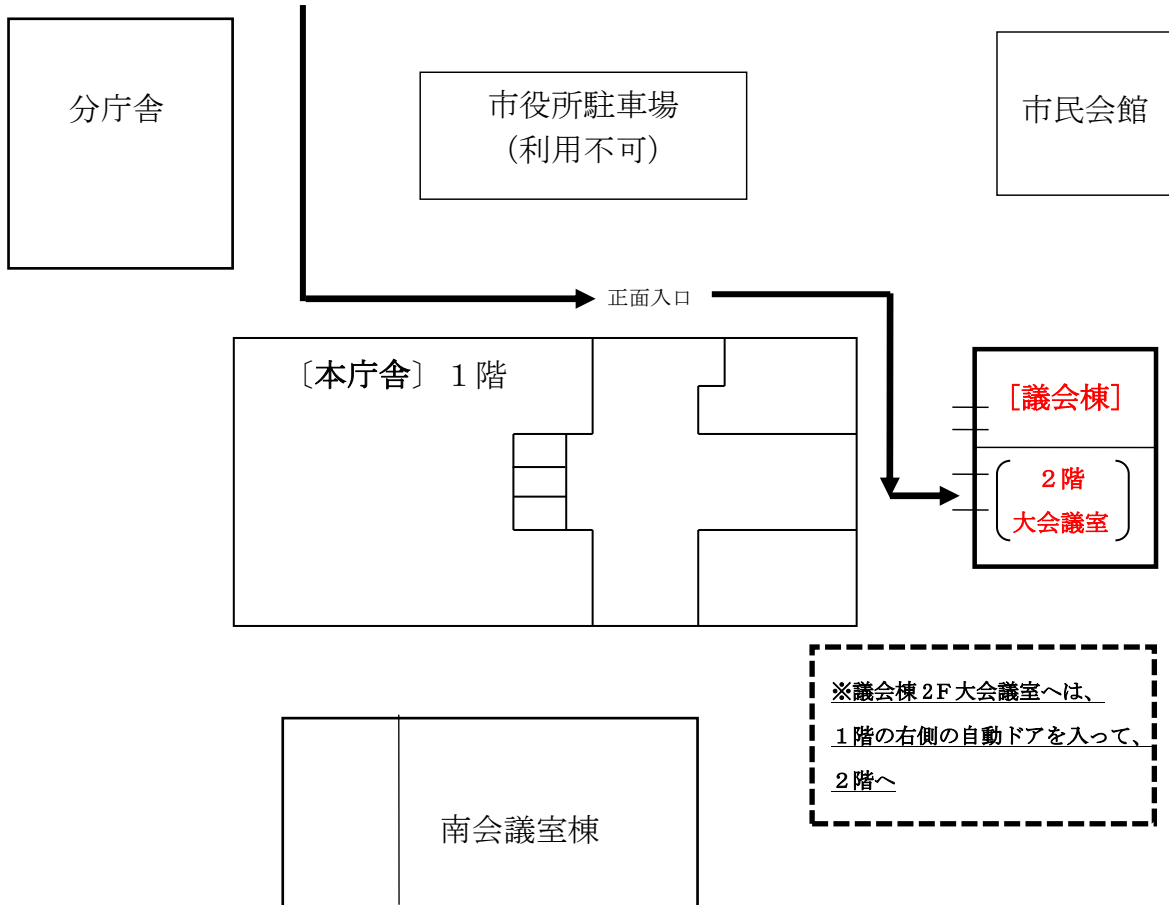 分庁舎
市役所駐車場
(利用不可)
市民会館
正面入口
〔本庁舎〕１階
[議会棟]
２階
大会議室
※議会棟２F大会議室へは、
１階の右側の自動ドアを入って、
２階へ
南会議室棟